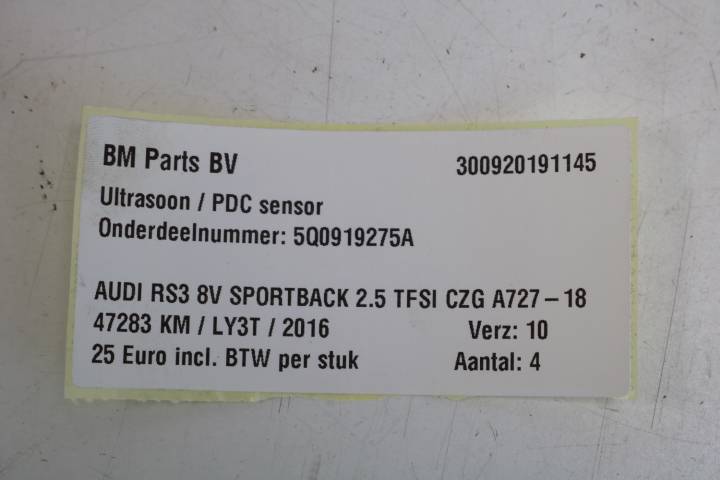 BM Parts BV 300920191145
Ultrasoon / PDC sensor
Onderdeelnummer: 5Q0919275A
AUDI RS3 8V SPORTBACK 2.5 TFSI CZG A727 – 18
47283 KM / LY3T / 2016 Verz: 10
25 Euro incl. BTW per stuk Aantal: 4